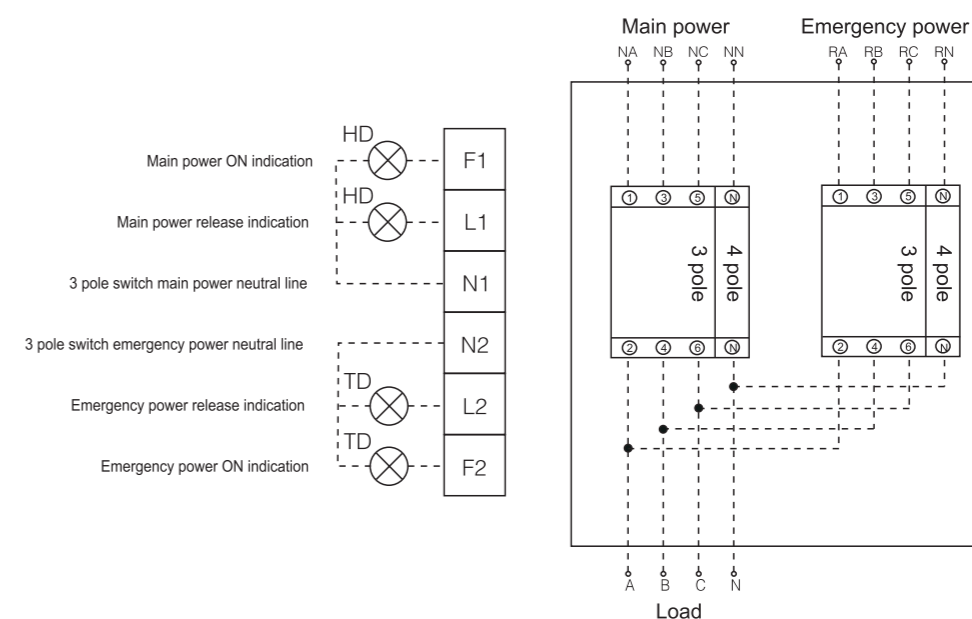 HD
Main power ON indication
F1
HD
Main power release indication
L1
3 pole switch main power neutral line
N1
3 pole switch emergency power neutral line
N2
TD
Emergency power release indication
L2
TD
Emergency power ON indication
F2
Main power
Emergency power
NA NB NC NN
RA RB RC RN
① ③ ⑤ Ⓝ
① ③ ⑤ Ⓝ
3 pole
4 pole
3 pole
4 pole
② ④ ⑥ Ⓝ
② ④ ⑥ Ⓝ
A B C N
Load